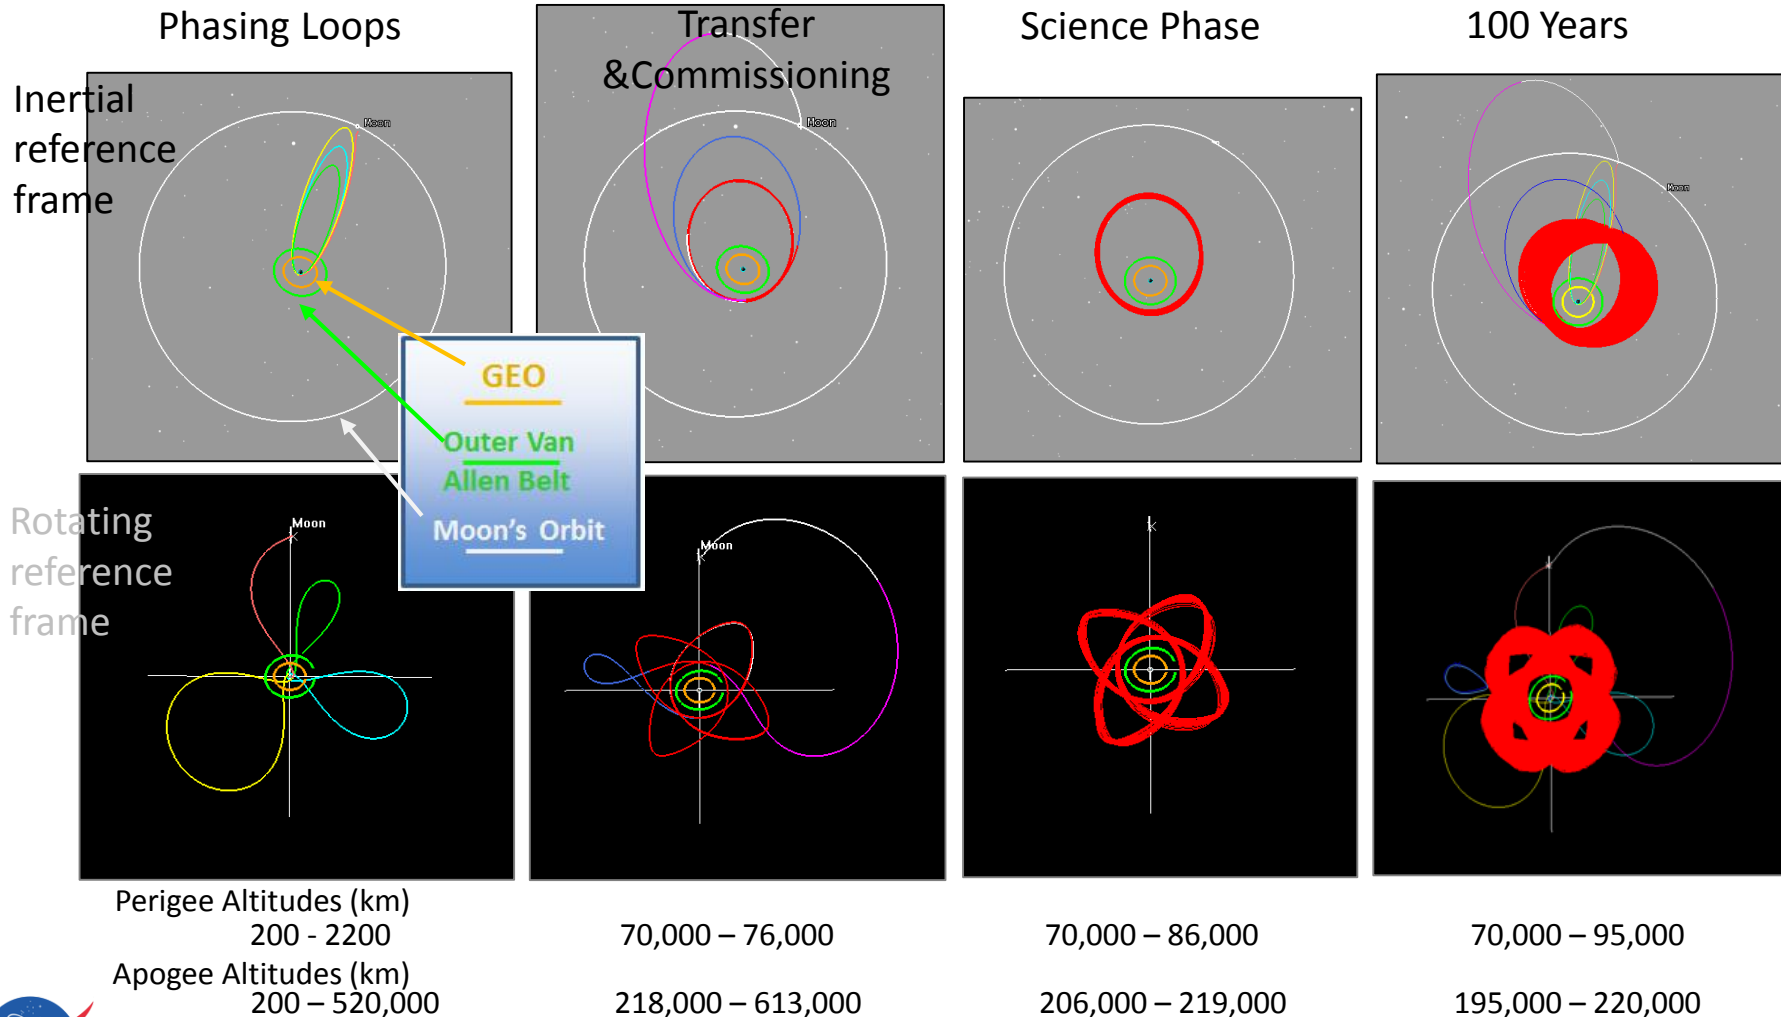 Phasing Loops
Transfer
&Commissioning
Science Phase
100 Years
Inertial
reference
frame
Moon
Moon
Moon
GEO
Outer Van
Allen Belt
Moon's Orbit
Rotating
reference
frame
Moon
Moon
Perigee Altitudes (km)
200 - 2200
70,000 – 76,000
70,000 – 86,000
70,000 – 95,000
Apogee Altitudes (km)
200 – 520,000
218,000 – 613,000
206,000 – 219,000
195,000 – 220,000